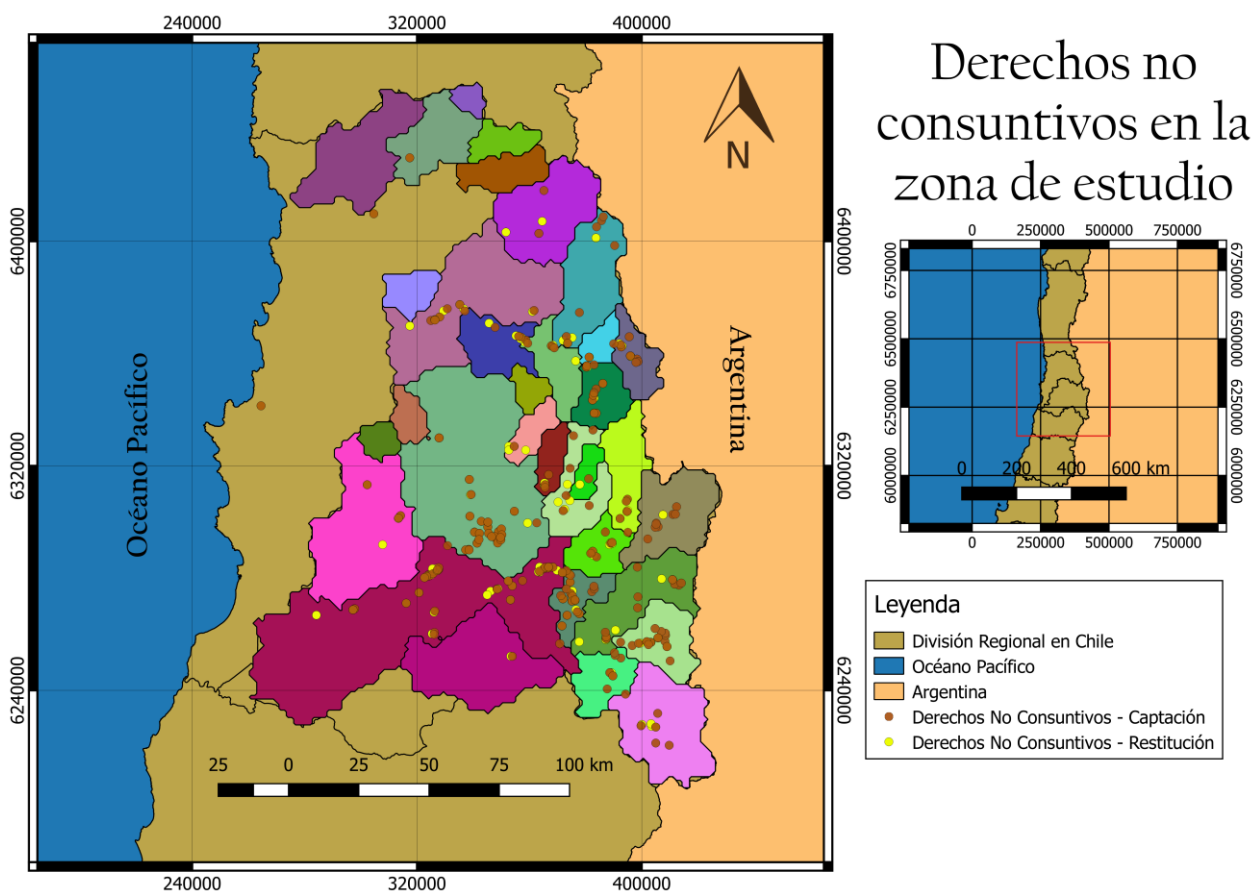 240000 320000 400000
Derechos no
consuntivos en la
zona de estudio
N
6400000 6400000
0 250000 500000 750000
6750000 6750000
6500000 6500000
6250000 6250000
6000000 6000000
0 200 400 600 km
0 250000 500000 750000
Océano Pacífico
Argentina
6320000 6320000
6240000 6240000
25 0 25 50 75 100 km
240000 320000 400000
Leyenda
División Regional en Chile
Océano Pacífico
Argentina
Derechos No Consuntivos - Captación
Derechos No Consuntivos - Restitución